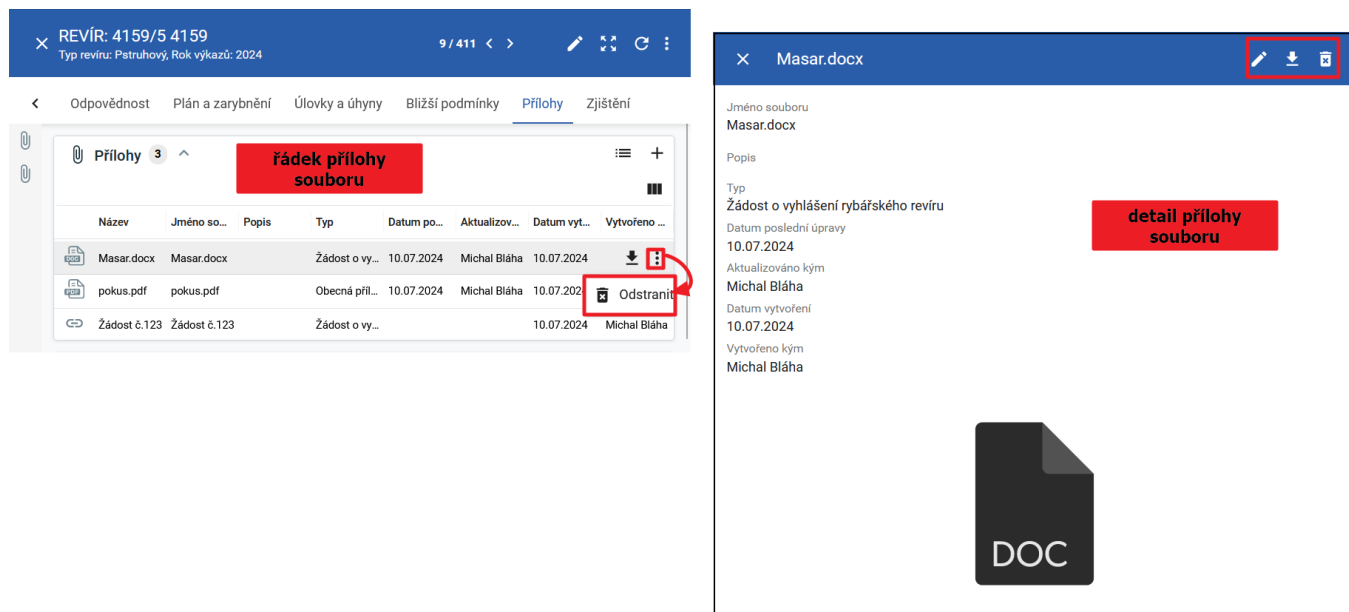 REVÍR: 4159/5 4159
Typ revíru: Pstruhový, Rok výkazů: 2024
9 / 411
Odpovědnost Plán a zarybnění Úlovky a úhyny Bližší podmínky Přílohy Zjištění
Přílohy 3
řádek přílohy
souboru
Název Jméno so... Popis Typ Datum po... Aktualizov... Datum vyt... Vytvořeno ...
DOC Masar.docx Masar.docx Žádost o vy... 10.07.2024 Michal Bláha 10.07.2024
PDF pokus.pdf pokus.pdf Obecná příl... 10.07.2024 Michal Bláha 10.07.202
Odstranit
Žádost č.123 Žádost č.123 Žádost o vy... 10.07.2024 Michal Bláha
Masar.docx
Jméno souboru
Masar.docx
Popis
Typ
Žádost o vyhlášení rybářského revíru
Datum poslední úpravy
10.07.2024
Aktualizováno kým
Michal Bláha
Datum vytvoření
10.07.2024
Vytvořeno kým
Michal Bláha
detail přílohy
souboru
DOC